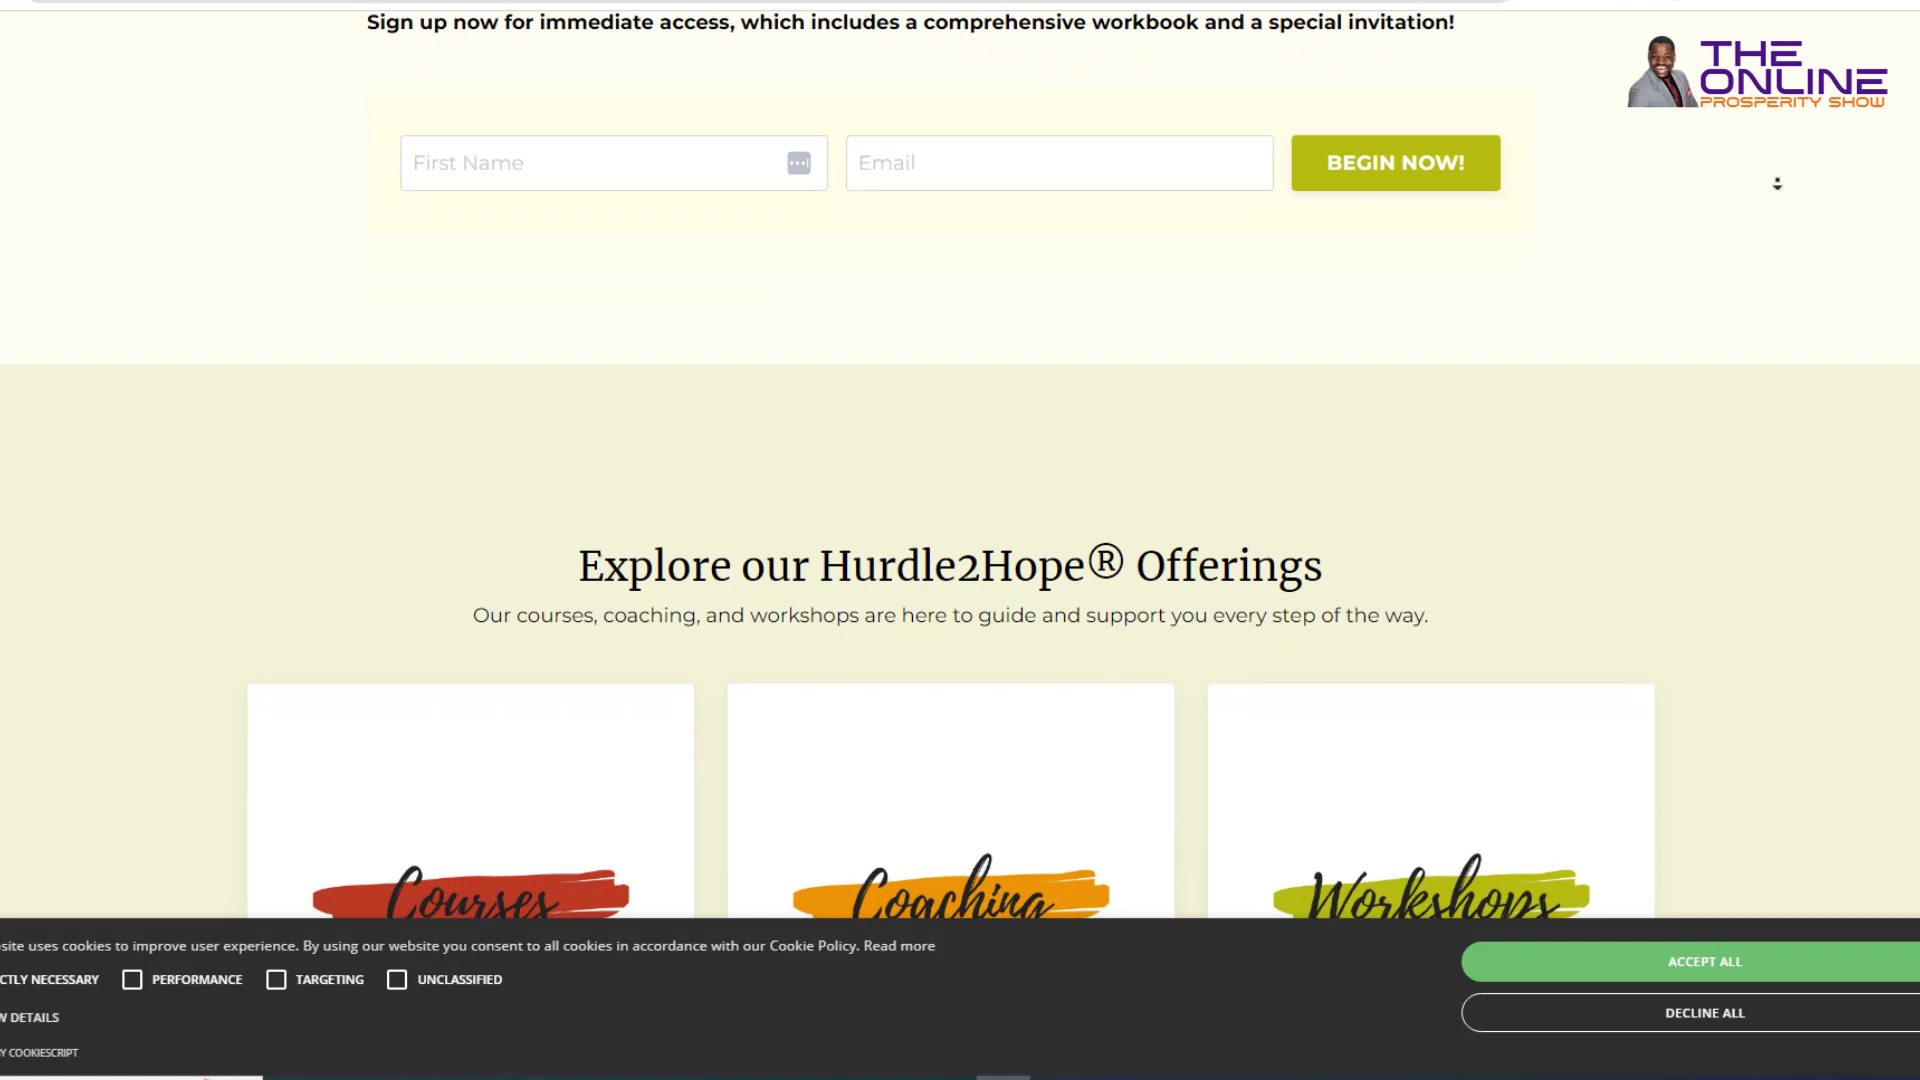 Sign up now for immediate access, which includes a comprehensive workbook and a special invitation!
THE
ONLINE
PROSPERITY SHOW
First Name
Email
BEGIN NOW!
Explore our Hurdle2Hope® Offerings
Our courses, coaching, and workshops are here to guide and support you every step of the way.
Courses
Coaching
Workshops
site uses cookies to improve user experience. By using our website you consent to all cookies in accordance with our Cookie Policy. Read more
CTLY NECESSARY
PERFORMANCE
TARGETING
UNCLASSIFIED
W DETAILS
Y COOKIESCRIPT
ACCEPT ALL
DECLINE ALL